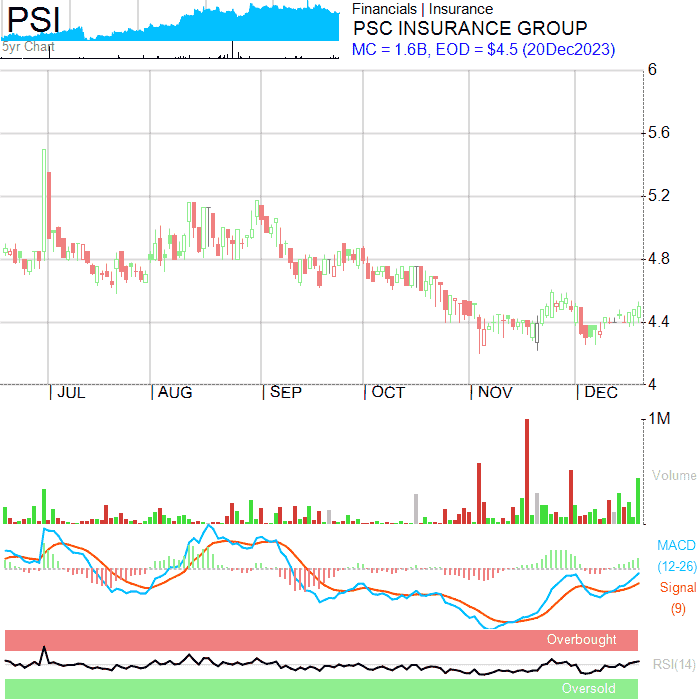 PSI
5yr Chart
Financials | Insurance
PSC INSURANCE GROUP
MC = 1.6B, EOD = $4.5 (20Dec2023)
6
5.6
5.2
4.8
4.4
4
JUL
AUG
SEP
OCT
NOV
DEC
1M
Volume
MACD
(12-26)
Signal
(9)
Overbought
RSI(14)
Oversold